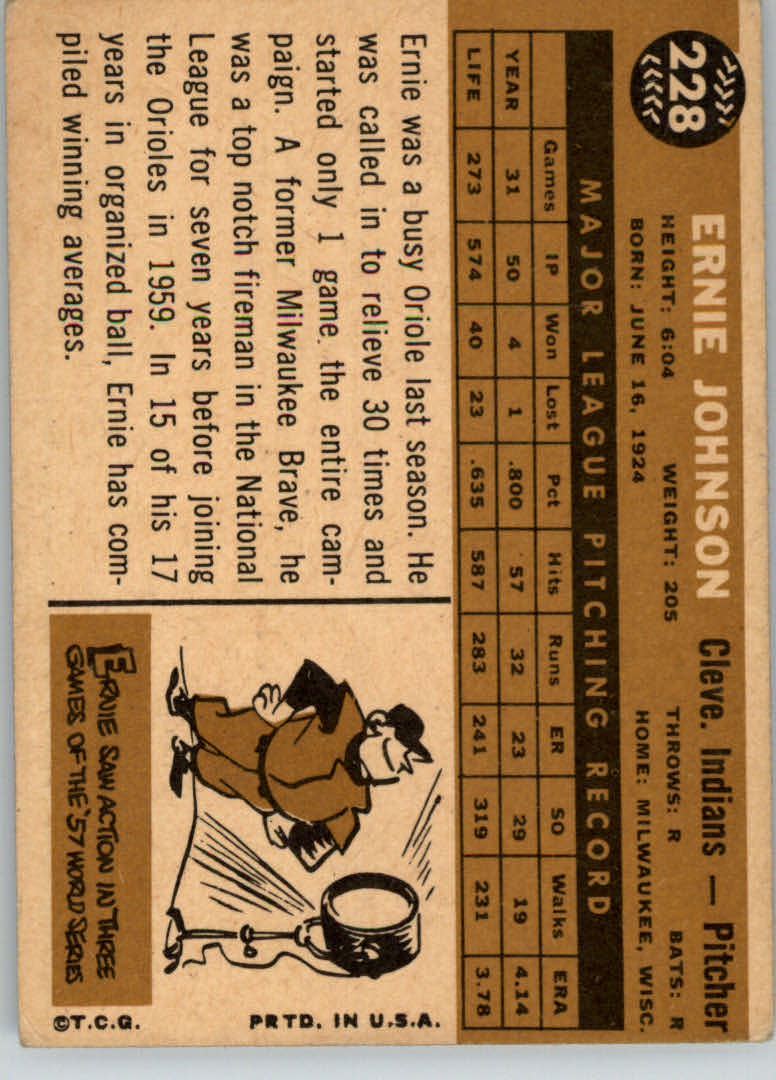 228
ERNIE JOHNSON Cleve. Indians — Pitcher
HEIGHT: 6:04 WEIGHT: 205 THROWS: R BATS: R
BORN: JUNE 16, 1924 HOME: MILWAUKEE, WISC.
MAJOR LEAGUE PITCHING RECORD
Games IP Won Lost Pct Hits Runs ER SO Walks ERA
YEAR 31 50 4 1 .800 57 32 23 29 19 4.14
LIFE 273 574 40 23 .635 587 283 241 319 231 3.78
Ernie was a busy Oriole last season. He
was called in to relieve 30 times and
started only 1 game the entire cam-
paign. A former Milwaukee Brave, he
was a top notch fireman in the National
League for seven years before joining
the Orioles in 1959. In 15 of his 17
years in organized ball, Ernie has com-
piled winning averages.
ERNIE SAW ACTION IN THREE
GAMES OF THE '57 WORLD SERIES
©T.C.G. PRTD. IN U.S.A.